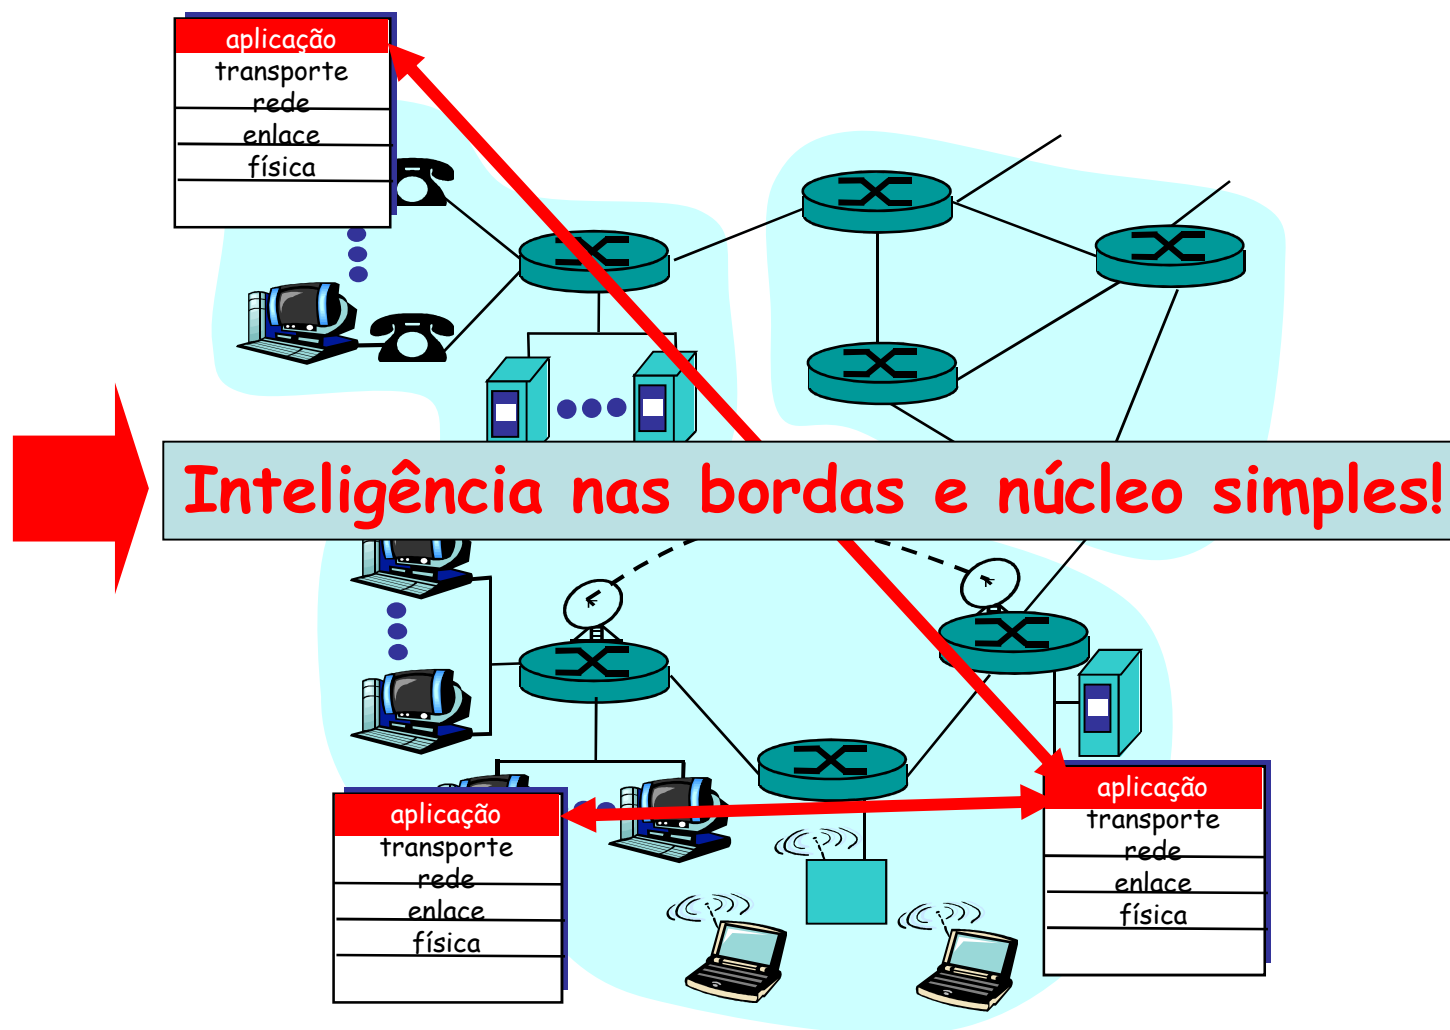 aplicação
transporte
rede
enlace
física
Inteligência nas bordas e núcleo simples!
aplicação
transporte
rede
enlace
física
aplicação
transporte
rede
enlace
física